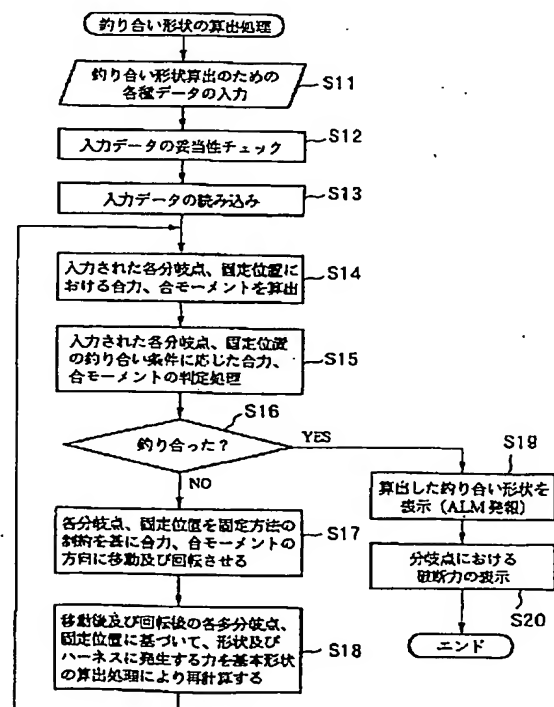 釣り合い形状の算出処理
釣り合い形状算出のための
各種データの入力
S11
S12
入力データの妥当性チェック
S13
入力データの読み込み
入力された各分岐点、固定位置に
おける合力、合モーメントを算出
S14
入力された各分岐点、固定位置
の釣り合い条件に応じた合力、
合モーメントの判定処理
S15
S16
釣り合った?
YES
NO
各分岐点、固定位置を固定方法の
制約を基に合力、合モーメントの
方向に移動及び回転させる
S17
移動後及び回転後の各多分岐点、
固定位置に基づいて、形状及び
ハーネスに発生する力を基本形状
の算出処理により再計算する
S18
S19
算出した釣り合い形状を
表示(ALM発報)
分岐点における
破断力の表示
S20
エンド